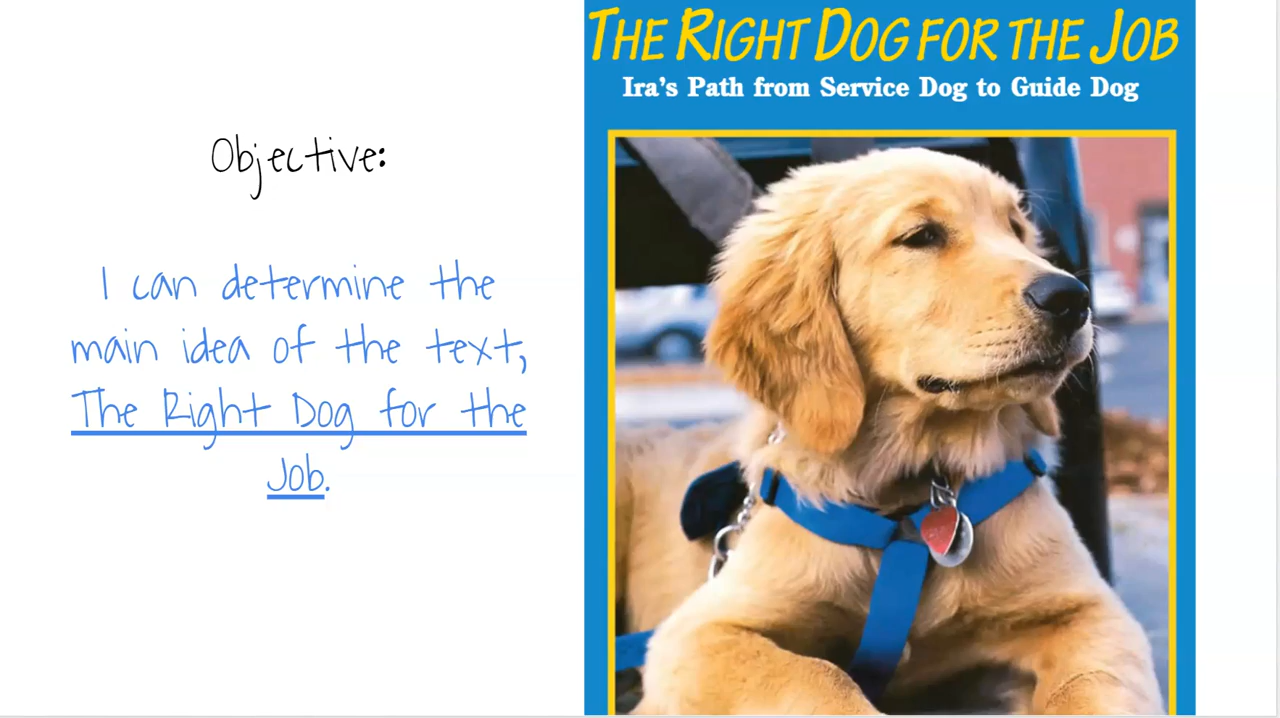 Objective:
I can determine the
main idea of the text,
The Right Dog for the
Job.
THE RIGHT DOG FOR THE JOB
Ira's Path from Service Dog to Guide Dog